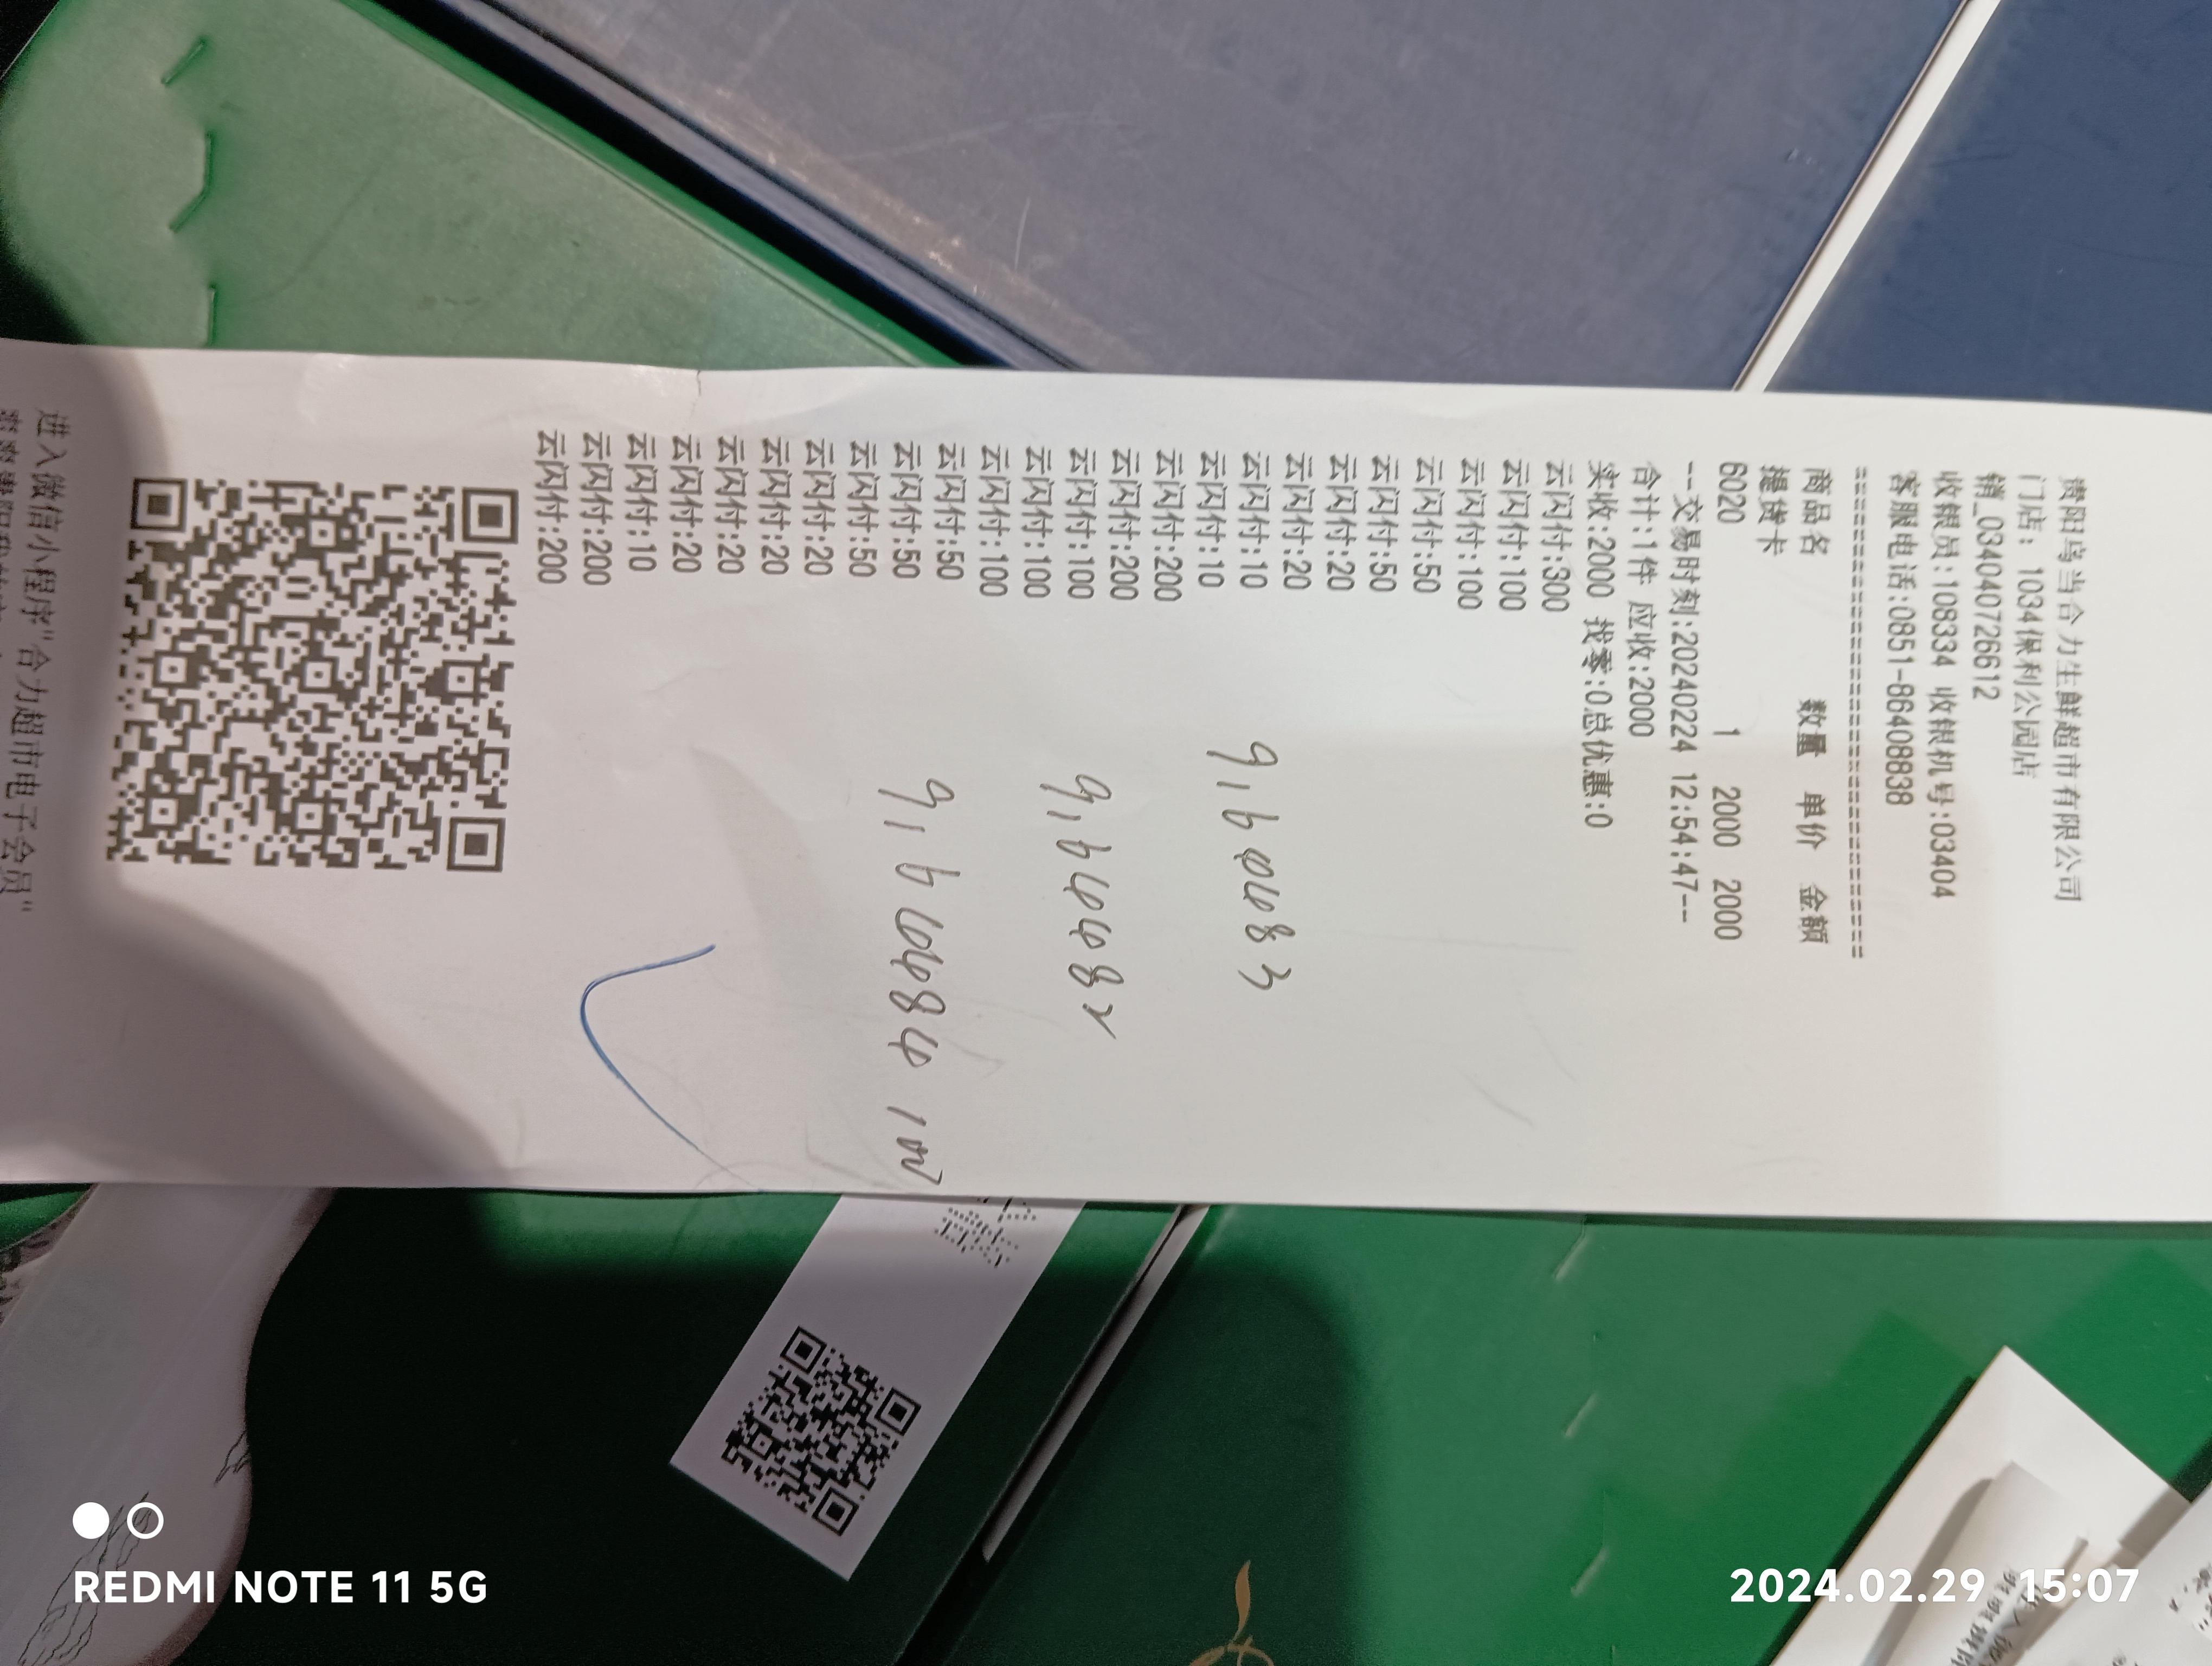 贵阳乌当合力生鲜超市有限公司
门店：1034保利公园店
销_034040726612
收银员:108334 收银机号:03404
客服电话:0851-86408838
================================
商品名 数量 单价 金额
提货卡
6020 1 2000 2000
--交易时刻:20240224 12:54:47--
合计:1件 应收:2000
实收:2000 找零:0总优惠:0
云闪付:300
云闪付:100
云闪付:100
云闪付:50
云闪付:50
云闪付:20
云闪付:20
云闪付:10
云闪付:10
云闪付:200
云闪付:200
云闪付:100
云闪付:100
云闪付:100
云闪付:50
云闪付:50
云闪付:50
云闪付:20
云闪付:20
云闪付:20
云闪付:20
云闪付:10
云闪付:200
云闪付:200
进入微信小程序"合力超市电子会员"
REDMI NOTE 11 5G
2024.02.29 15:07